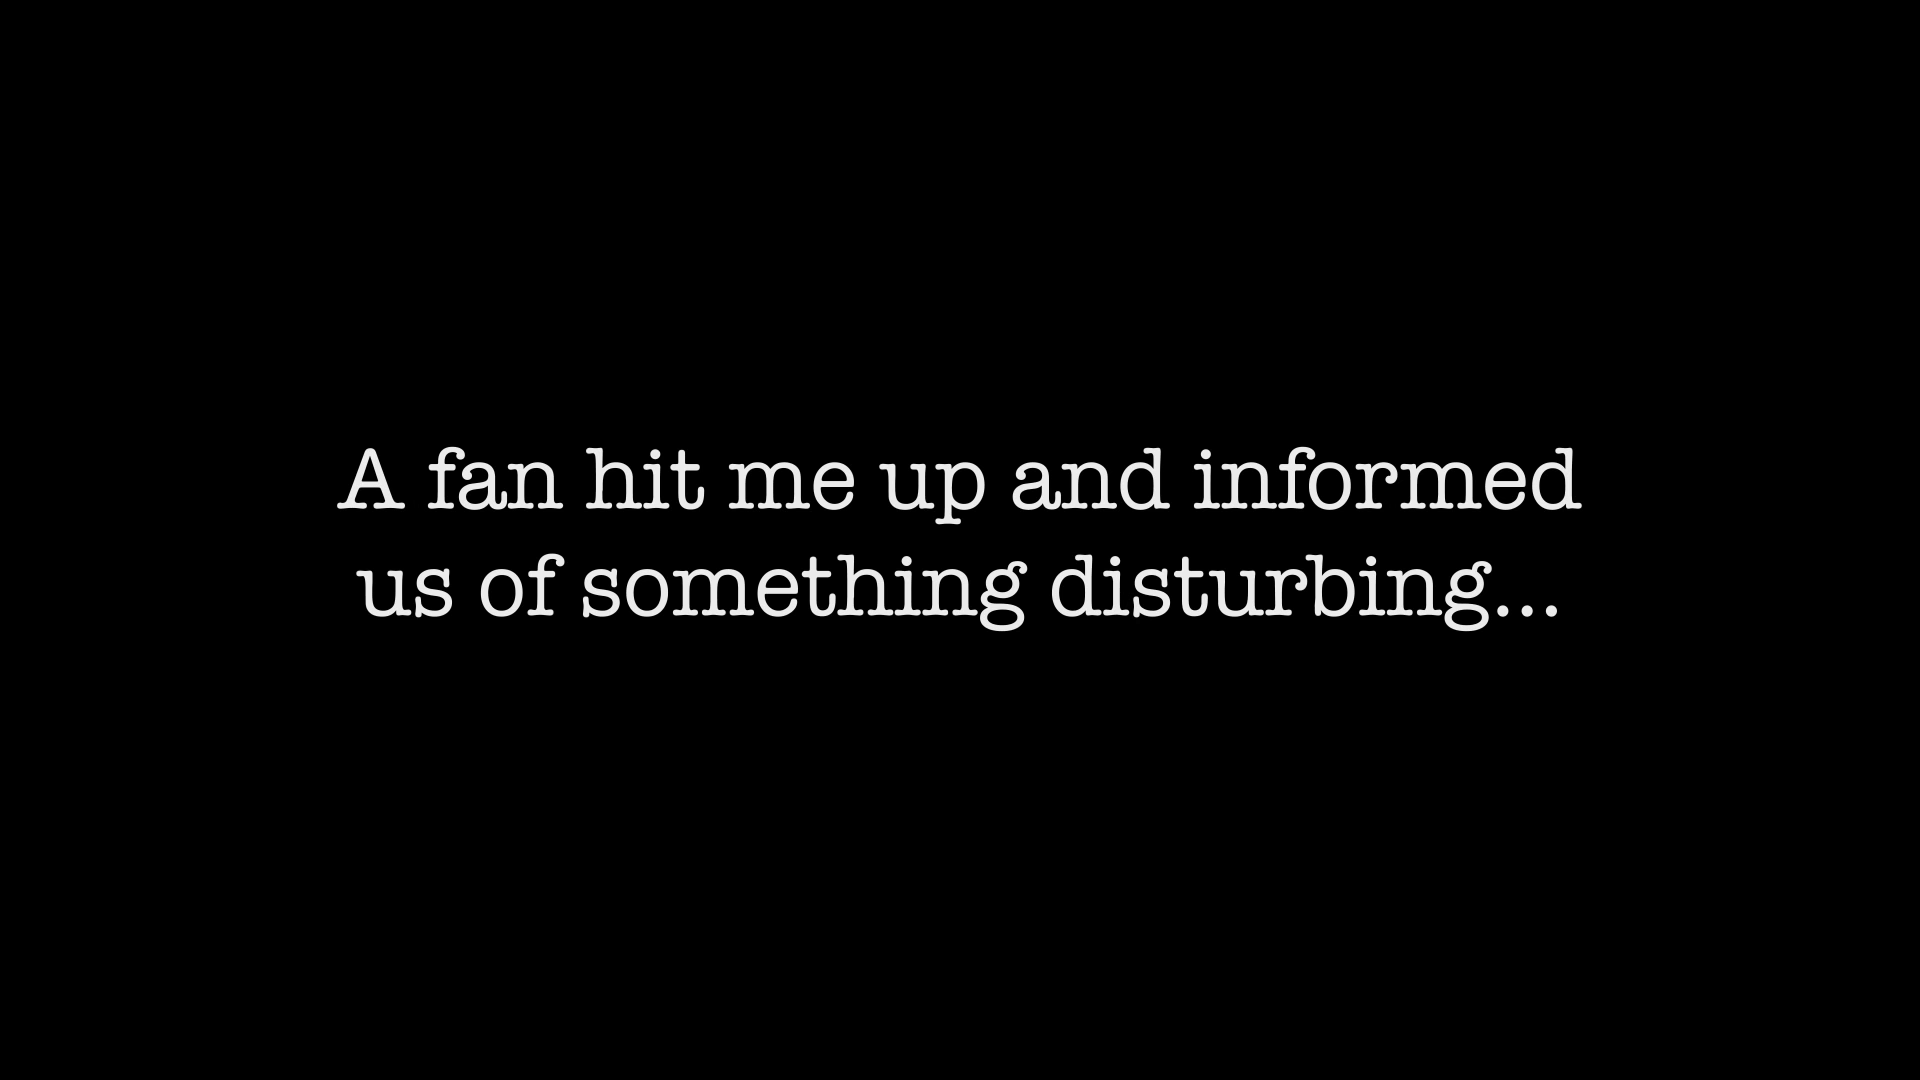 A fan hit me up and informed
us of something disturbing...